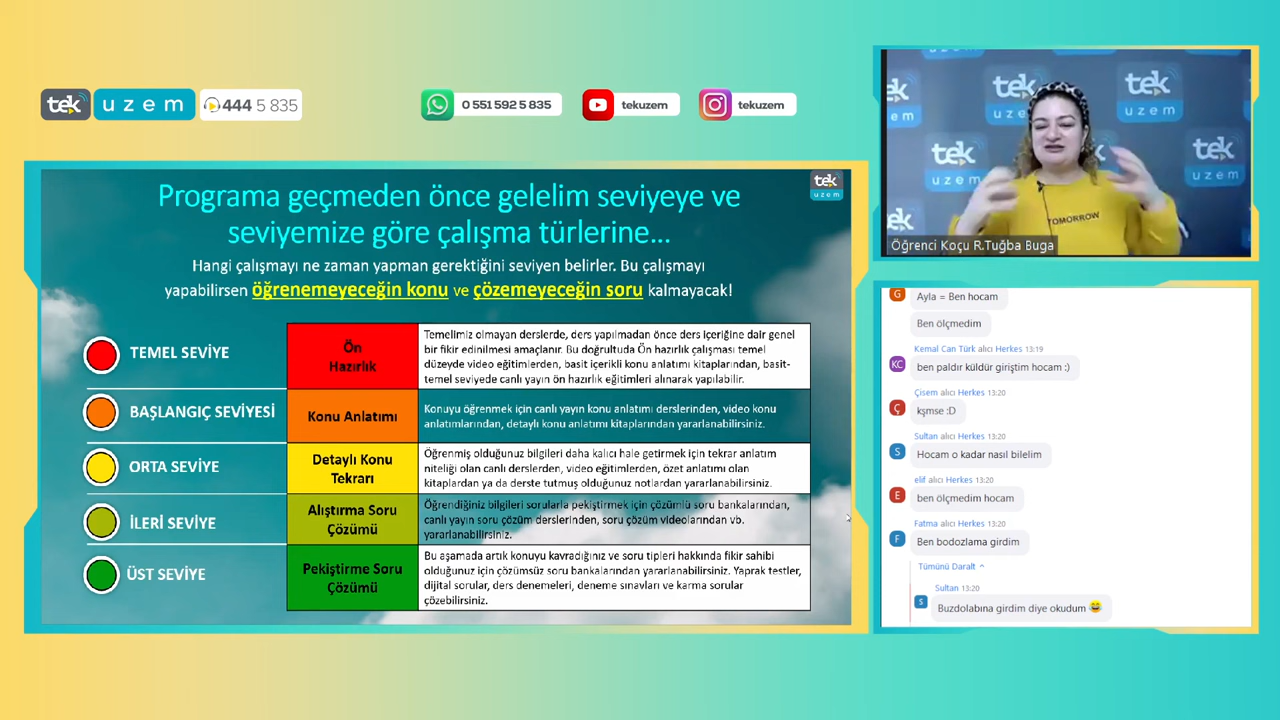 tek uzem 444 5 835
0 551 592 5 835
tekuzem
tekuzem
tek
uzem
Programa geçmeden önce gelelim seviyeye ve
seviyemize göre çalışma türlerine...
Hangi çalışmayı ne zaman yapman gerektiğini seviyen belirler. Bu çalışmayı
yapabilirsen öğrenemeyeceğin konu ve çözemeyeceğin soru kalmayacak!
TEMEL SEVİYE
Ön
Hazırlık
Temelimiz olmayan derslerde, ders yapılmadan önce ders içeriğine dair genel
bir fikir edinilmesi amaçlanır. Bu doğrultuda Ön hazırlık çalışması temel
düzeyde video eğitimlerden, basit içerikli konu anlatımı kitaplarından, basit-
temel seviyede canlı yayın ön hazırlık eğitimleri alınarak yapılabilir.
BAŞLANGIÇ SEVİYESİ
Konu Anlatımı
Konuyu öğrenmek için canlı yayın konu anlatımı derslerinden, video konu
anlatımlarından, detaylı konu anlatımı kitaplarından yararlanabilirsiniz.
ORTA SEVİYE
Detaylı Konu
Tekrarı
Öğrenmiş olduğunuz bilgileri daha kalıcı hale getirmek için tekrar anlatım
niteliği olan canlı derslerden, video eğitimlerden, özet anlatımı olan
kitaplardan ya da derste tutmuş olduğunuz notlardan yararlanabilirsiniz.
İLERİ SEVİYE
Alıştırma Soru
Çözümü
Öğrendiğiniz bilgileri sorularla pekiştirmek için çözümlü soru bankalarından,
canlı yayın soru çözüm derslerinden, soru çözüm videolarından vb.
yararlanabilirsiniz.
ÜST SEVİYE
Pekiştirme Soru
Çözümü
Bu aşamada artık konuyu kavradığınız ve soru tipleri hakkında fikir sahibi
olduğunuz için çözümsüz soru bankalarından yararlanabilirsiniz. Yaprak testler,
dijital sorular, ders denemeleri, deneme sınavları ve karma sorular
çözebilirsiniz.
tek
uzem
tek
uzem
tek
uzem
tek
uzem
TOMORROW
Öğrenci Koçu R.Tuğba Buga
G
Ayla = Ben hocam
Ben ölçmedim
Kemal Can Türk alıcı Herkes 13:19
KC
ben paldır küldür giriştim hocam :)
Çisem alıcı Herkes 13:20
Ç
kşmse :D
Sultan alıcı Herkes 13:20
S
Hocam o kadar nasıl bilelim
elif alıcı Herkes 13:20
E
ben ölçmedim hocam
Fatma alıcı Herkes 13:20
F
Ben bodozlama girdim
Tümünü Daralt ^
Sultan 13:20
S
Buzdolabına girdim diye okudum 😂